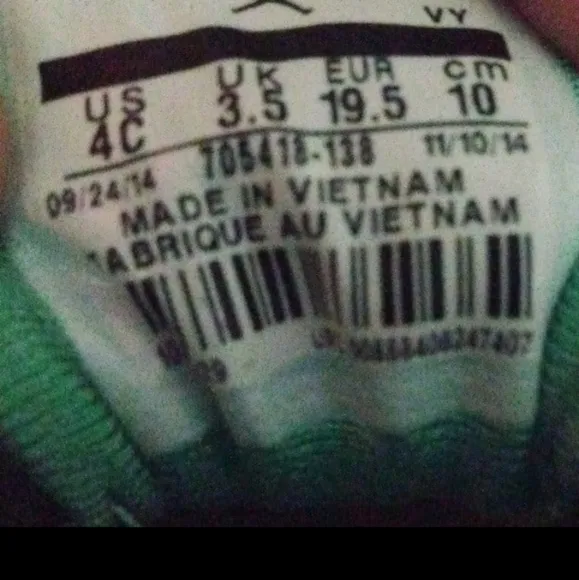 VY
US UK EUR cm
4C 3.5 19.5 10
09/24/14 705418-138 11/10/14
MADE IN VIETNAM
FABRIQUE AU VIETNAM